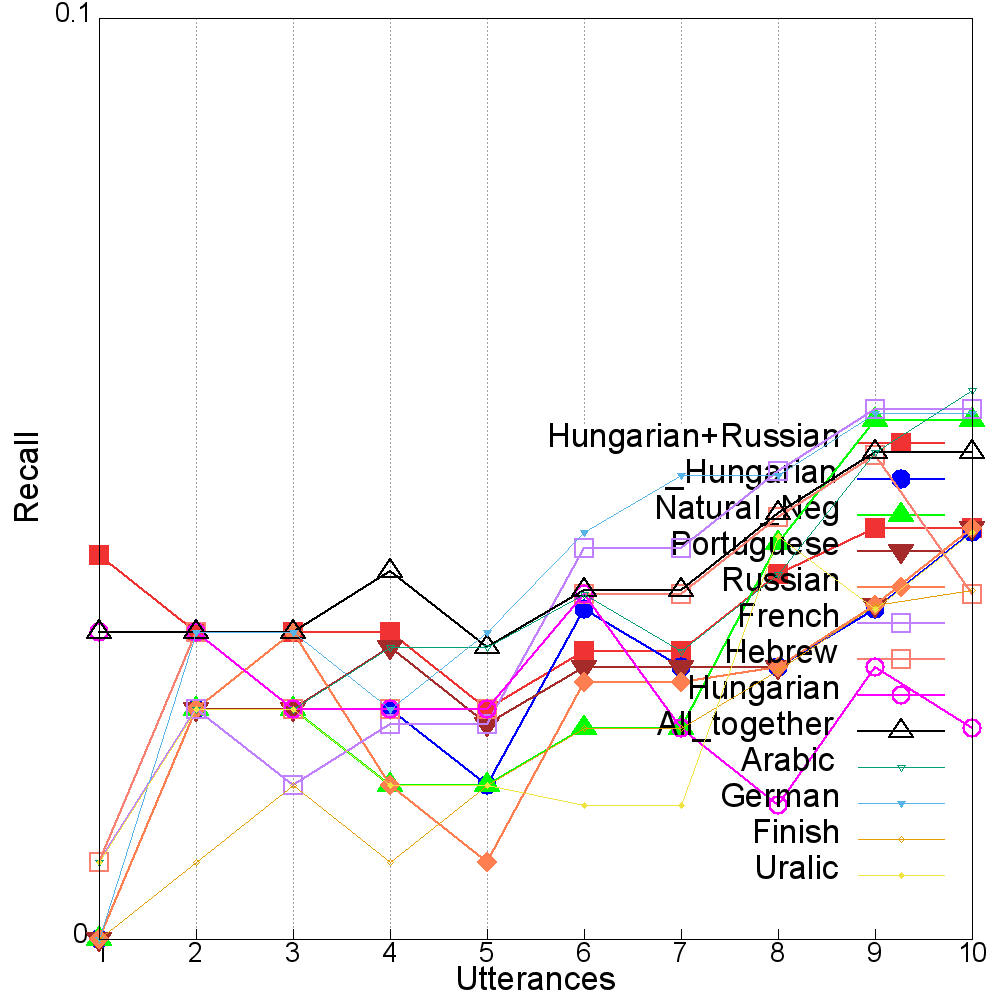 0.1
Recall
Hungarian+Russian
_Hungarian
Natural_Neg
Portuguese
Russian
French
Hebrew
Hungarian
All_together
Arabic
German
Finish
Uralic
0
1 2 3 4 5 6 7 8 9 10
Utterances